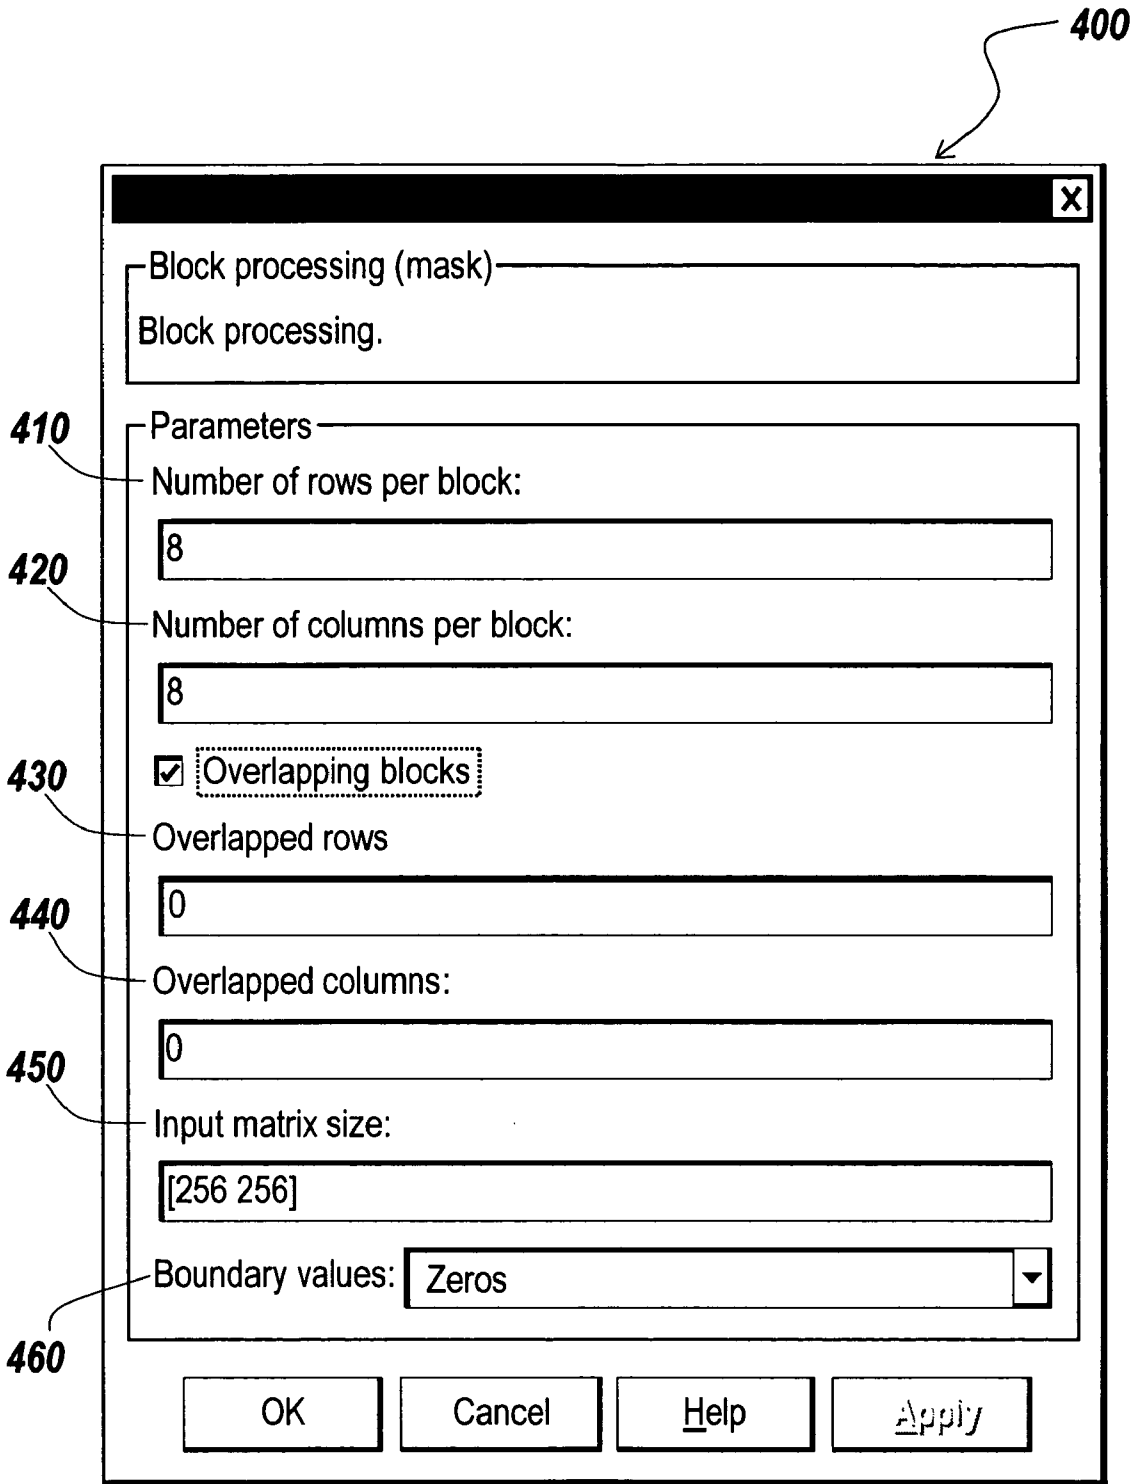 400
X
Block processing (mask)
Block processing.
410
Parameters
Number of rows per block:
8
420
Number of columns per block:
8
430
Overlapping blocks
Overlapped rows
0
440
Overlapped columns:
0
450
Input matrix size:
[256 256]
Boundary values: Zeros
460
OK Cancel Help Apply